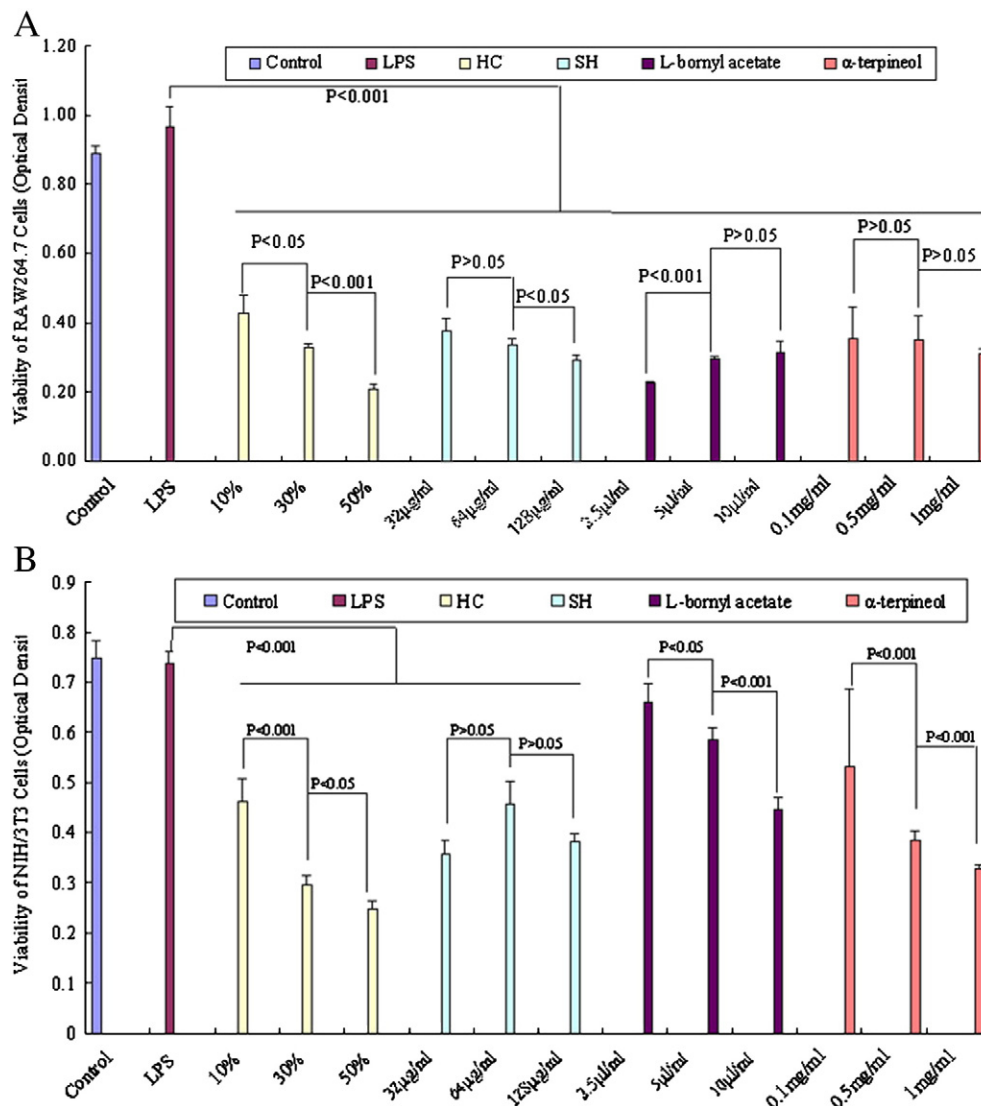 A
1.20
Control LPS HC SH L-bornyl acetate α-terpineol
P<0.001
1.00
0.80
0.60
P<0.05
P<0.001
P>0.05
P<0.05
P<0.001
P>0.05
P>0.05
P>0.05
0.40
0.20
0.00
Viability of RAW264.7 Cells (Optical Densi
Control LPS 10% 30% 50% 32μg/ml 64μg/ml 128μg/ml 2.5μl/ml 5μl/ml 10μl/ml 0.1mg/ml 0.5mg/ml 1mg/ml
B
0.9
Control LPS HC SH L-bornyl acetate α-terpineol
0.8
P<0.001
0.7
P<0.001
P<0.05
P>0.05
P>0.05
P<0.05
P<0.001
P<0.001
P<0.001
0.6
0.5
0.4
0.3
0.2
0.1
0
Viability of NIH/3T3 Cells (Optical Densit
Control LPS 10% 30% 50% 32μg/ml 64μg/ml 128μg/ml 2.5μl/ml 5μl/ml 10μl/ml 0.1mg/ml 0.5mg/ml 1mg/ml